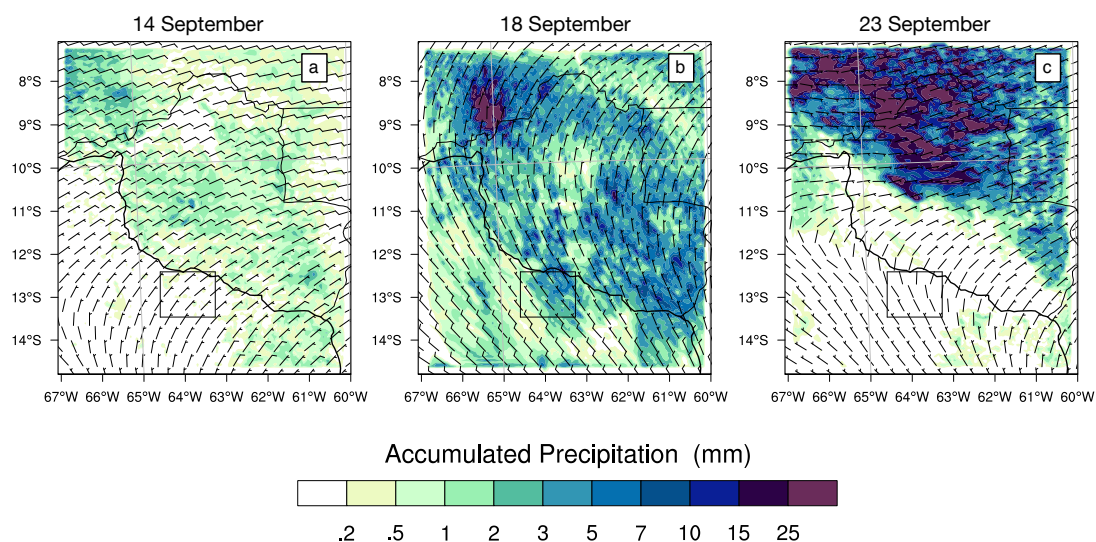 14 September 18 September 23 September
a b c
8°S 8°S 8°S
9°S 9°S 9°S
10°S 10°S 10°S
11°S 11°S 11°S
12°S 12°S 12°S
13°S 13°S 13°S
14°S 14°S 14°S
67°W 66°W 65°W 64°W 63°W 62°W 61°W 60°W 67°W 66°W 65°W 64°W 63°W 62°W 61°W 60°W 67°W 66°W 65°W 64°W 63°W 62°W 61°W 60°W
Accumulated Precipitation (mm)
.2 .5 1 2 3 5 7 10 15 25